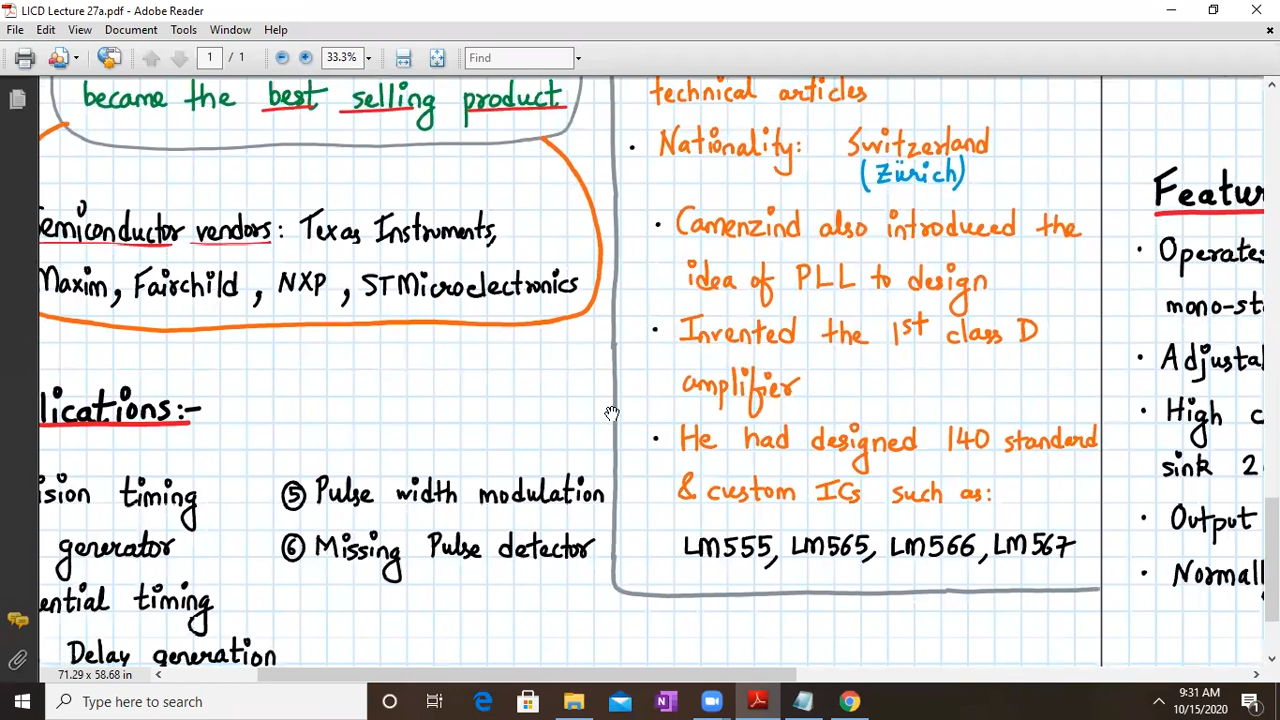 LICD Lecture 27a.pdf - Adobe Reader
File Edit View Document Tools Window Help
1 / 1 33.3% Find
became the best selling product
Semiconductor vendors: Texas Instruments,
Maxim, Fairchild, NXP, STMicroelectronics
lications:-
ision timing
generator
ential timing
Delay generation
⑤ Pulse width modulation
⑥ Missing Pulse detector
technical articles
• Nationality: Switzerland
(Zürich)
• Camenzind also introduced the
idea of PLL to design
• Invented the 1st class D
amplifier
• He had designed 140 standard
& custom ICs such as:
LM555, LM565, LM566, LM567
Featur
• Operates
mono-st
• Adjustal
• High c
sink 2
• Output
• Normall
71.29 x 58.68 in
Type here to search
9:31 AM
10/15/2020
1